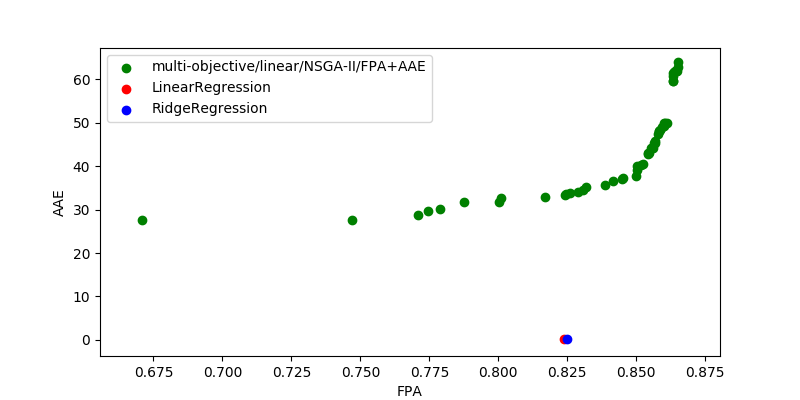 multi-objective/linear/NSGA-II/FPA+AAE
LinearRegression
RidgeRegression
AAE
60
50
40
30
20
10
0
0.675 0.700 0.725 0.750 0.775 0.800 0.825 0.850 0.875
FPA